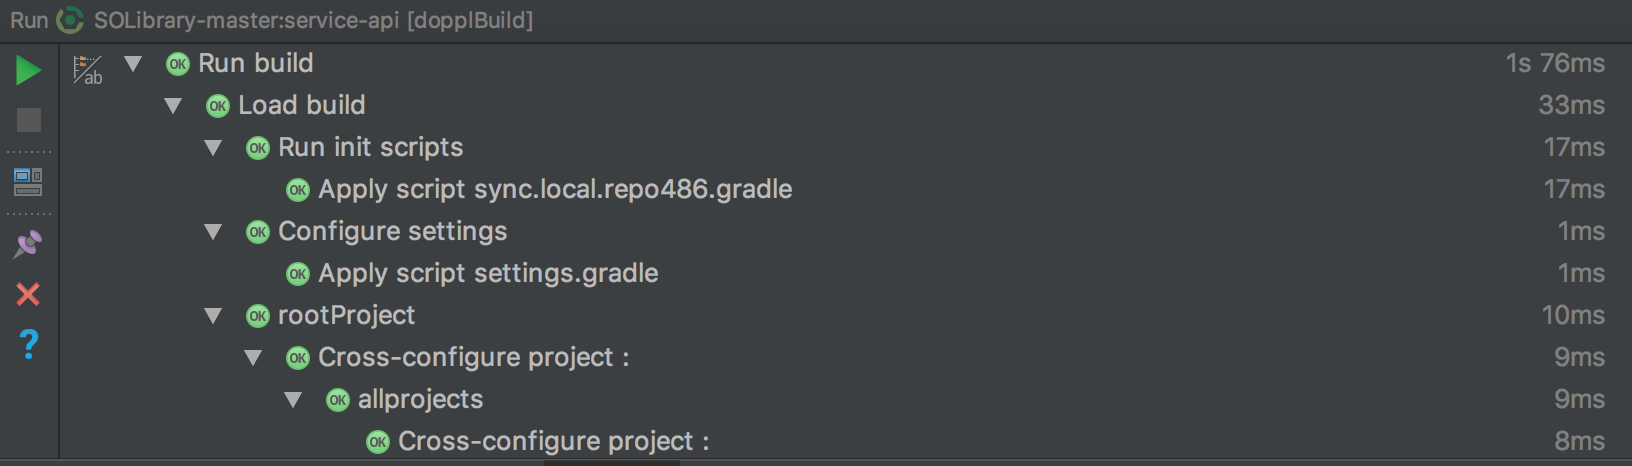 Run SOLibrary-master:service-api [dopplBuild]
ab OK Run build 1s 76ms
OK Load build 33ms
OK Run init scripts 17ms
OK Apply script sync.local.repo486.gradle 17ms
OK Configure settings 1ms
OK Apply script settings.gradle 1ms
OK rootProject 10ms
OK Cross-configure project : 9ms
OK allprojects 9ms
OK Cross-configure project : 8ms
?